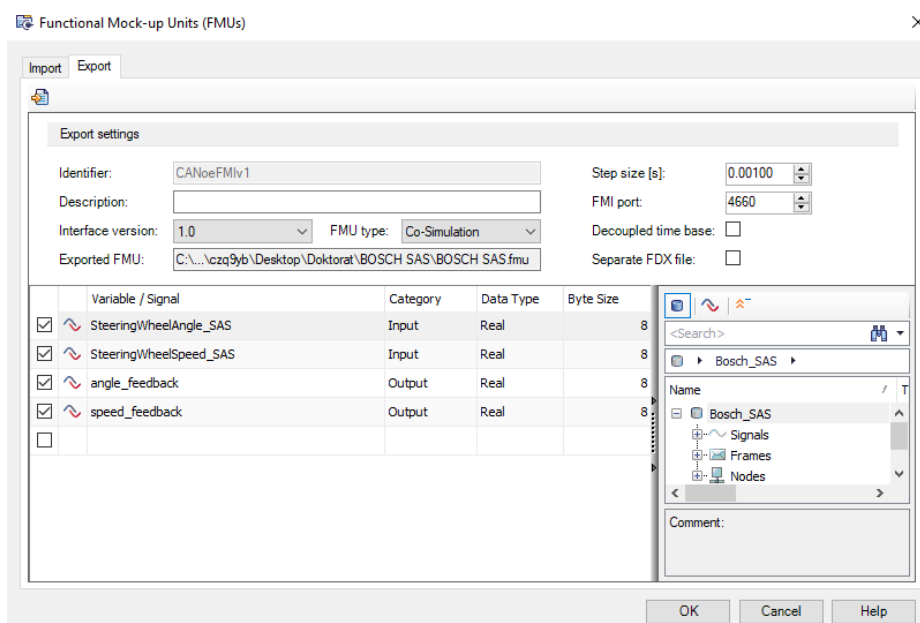 Functional Mock-up Units (FMUs)
Import Export
Export settings
Identifier: CANoeFMIv1 Step size [s]: 0.00100
Description: FMI port: 4660
Interface version: 1.0 FMU type: Co-Simulation Decoupled time base:
Exported FMU: C:\...\czq9yb\Desktop\Doktorat\BOSCH SAS\BOSCH SAS.fmu Separate FDX file:
Variable / Signal Category Data Type Byte Size
SteeringWheelAngle_SAS Input Real 8
SteeringWheelSpeed_SAS Input Real 8
angle_feedback Output Real 8
speed_feedback Output Real 8
<Search>
Bosch_SAS
Name / T
Bosch_SAS
Signals
Frames
Nodes
Comment:
OK Cancel Help